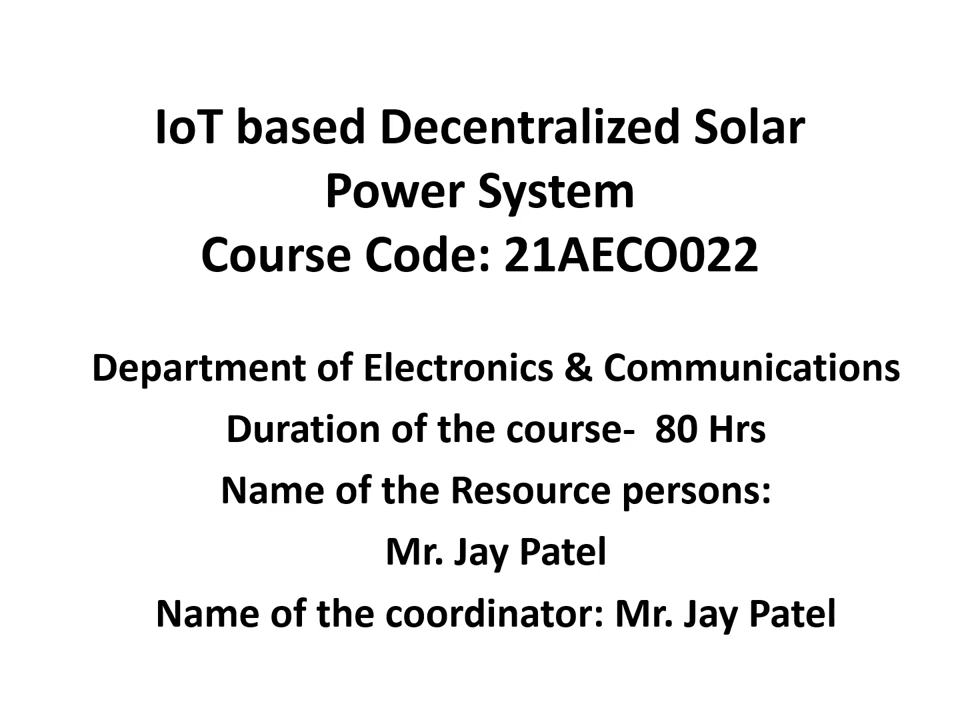 IoT based Decentralized Solar
Power System
Course Code: 21AECO022
Department of Electronics & Communications
Duration of the course-  80 Hrs
Name of the Resource persons:
Mr. Jay Patel
Name of the coordinator: Mr. Jay Patel